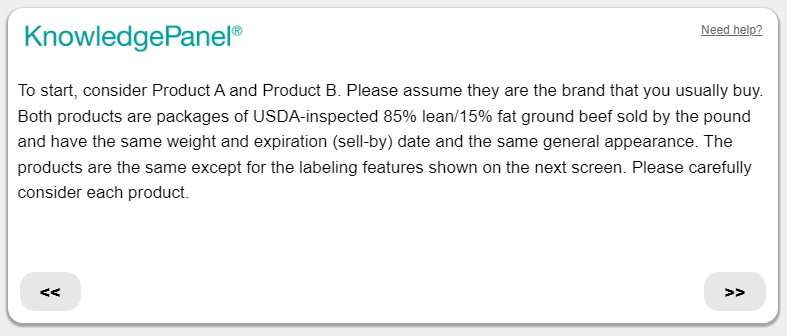 KnowledgePanel®
Need help?
To start, consider Product A and Product B. Please assume they are the brand that you usually buy.
Both products are packages of USDA-inspected 85% lean/15% fat ground beef sold by the pound
and have the same weight and expiration (sell-by) date and the same general appearance. The
products are the same except for the labeling features shown on the next screen. Please carefully
consider each product.
<< >>